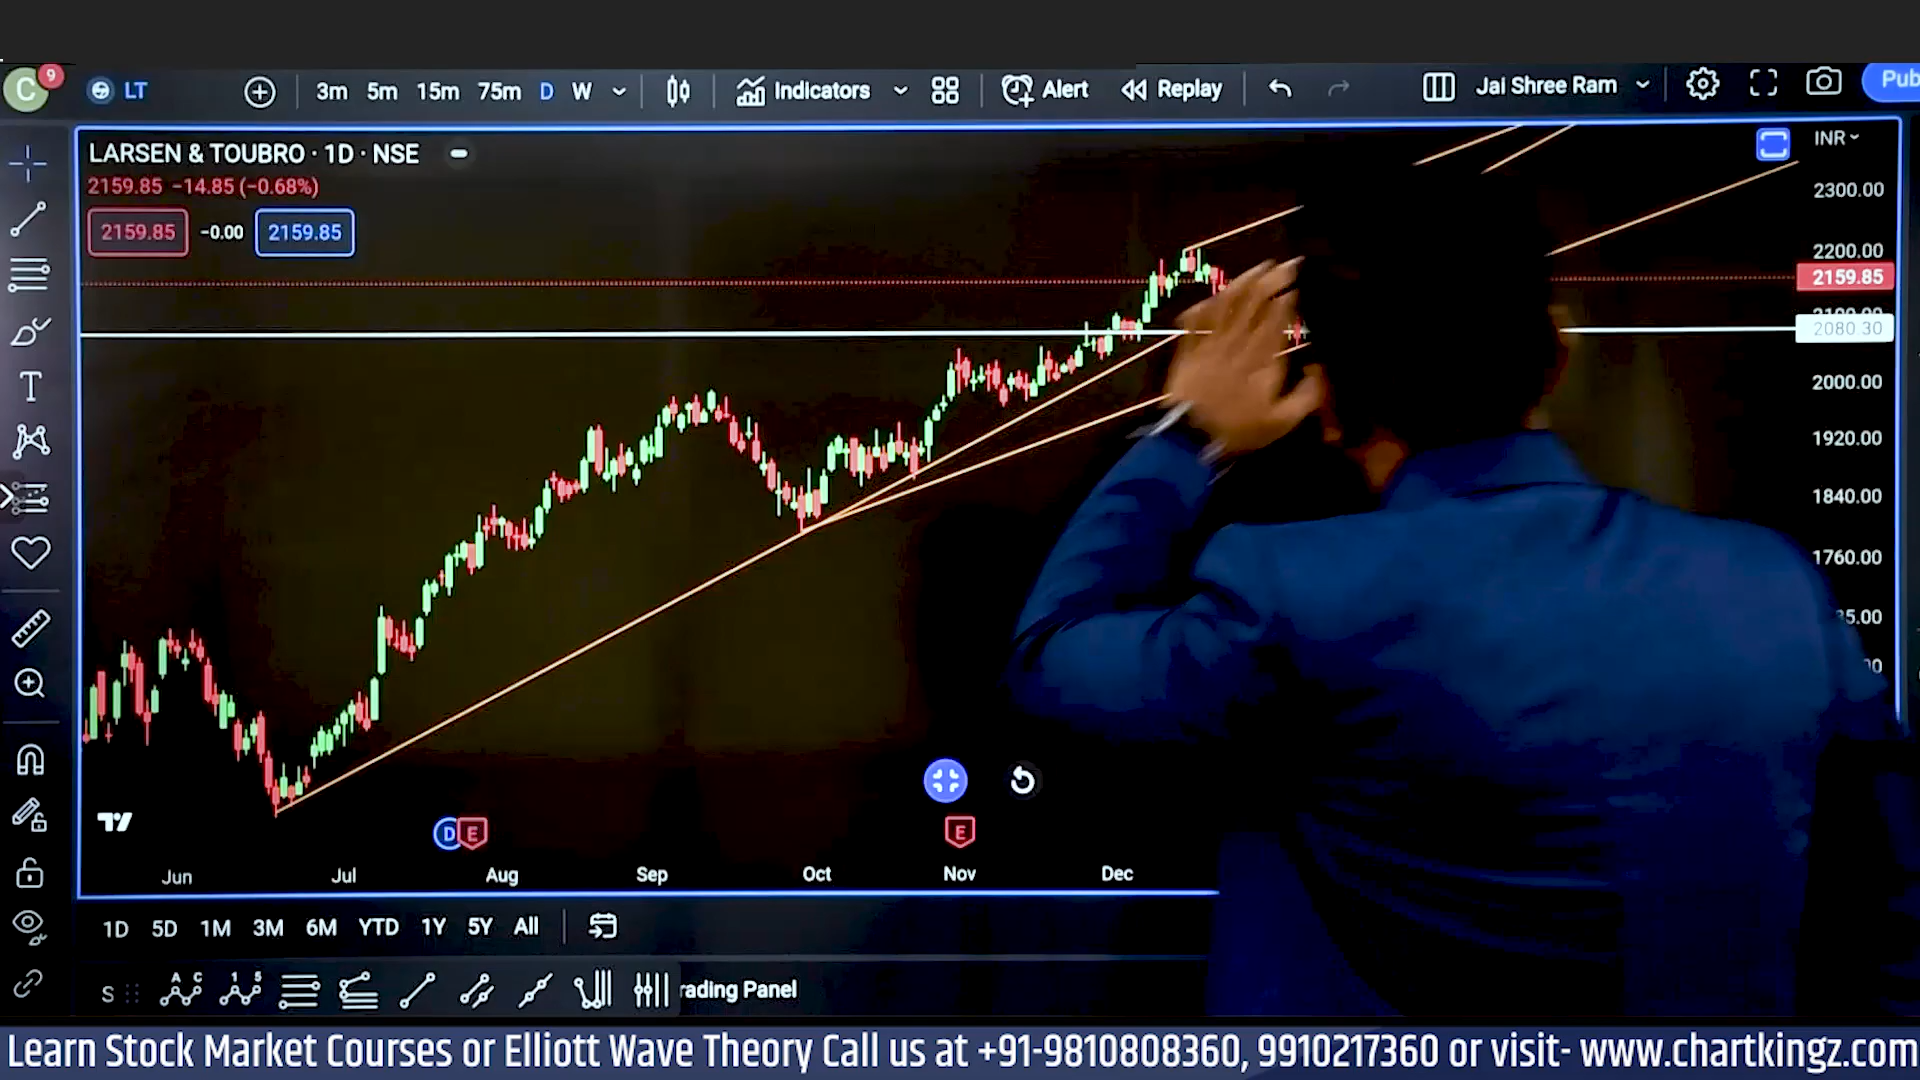 C 9 LT 3m 5m 15m 75m D W Indicators Alert Replay Jai Shree Ram Pub
LARSEN & TOUBRO · 1D · NSE
INR
2159.85 −14.85 (−0.68%)
2159.85 −0.00 2159.85
2300.00
2200.00
2159.85
2080.30
2000.00
1920.00
1840.00
1760.00
T
D E E
Jun Jul Aug Sep Oct Nov Dec
1D 5D 1M 3M 6M YTD 1Y 5Y All
S A C 1 5 rading Panel
Learn Stock Market Courses or Elliott Wave Theory Call us at +91-9810808360, 9910217360 or visit- www.chartkingz.com